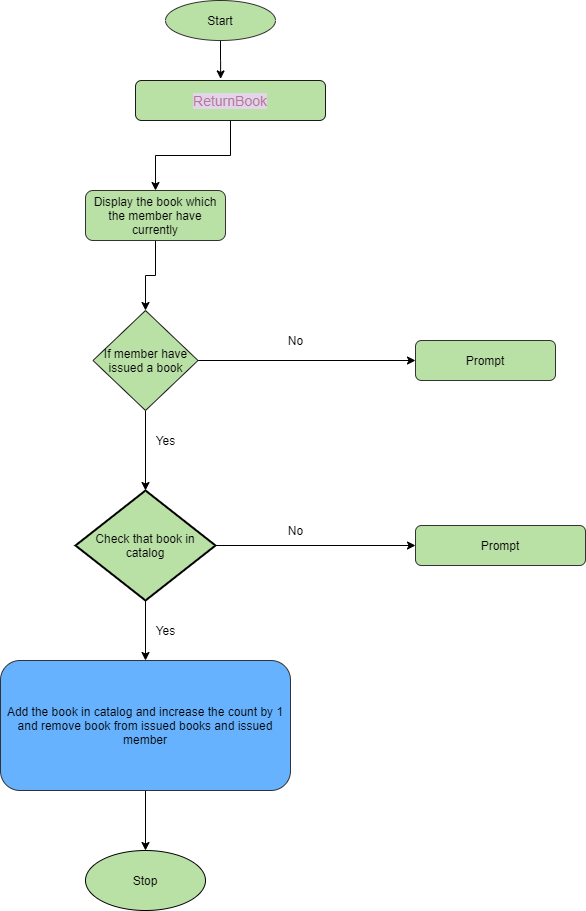 Start
ReturnBook
Display the book which
the member have
currently
If member have
issued a book
No
Prompt
Yes
Check that book in
catalog
No
Prompt
Yes
Add the book in catalog and increase the count by 1
and remove book from issued books and issued
member
Stop